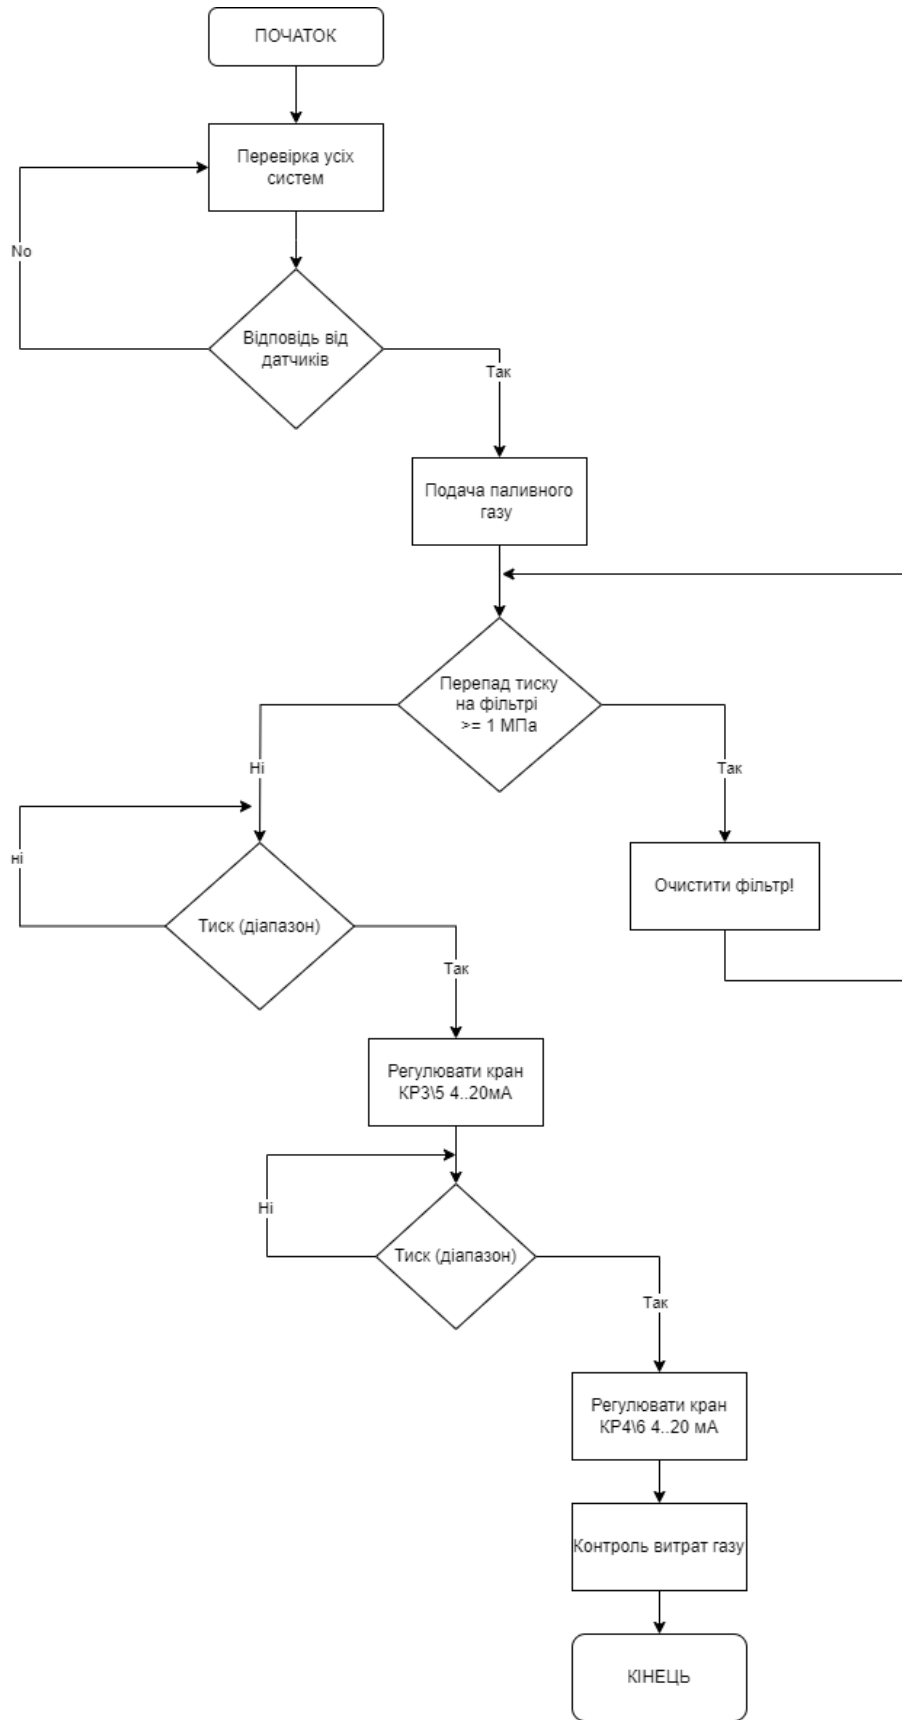 ПОЧАТОК
Перевірка усіх
систем
No
Відповідь від
датчиків
Так
Подача паливного
газу
Перепад тиску
на фільтрі
>= 1 МПа
Ні
Так
ні
Очистити фільтр!
Тиск (діапазон)
Так
Регулювати кран
КР3\5 4..20мА
Ні
Тиск (діапазон)
Так
Регулювати кран
КР4\6 4..20 мА
Контроль витрат газу
КІНЕЦЬ